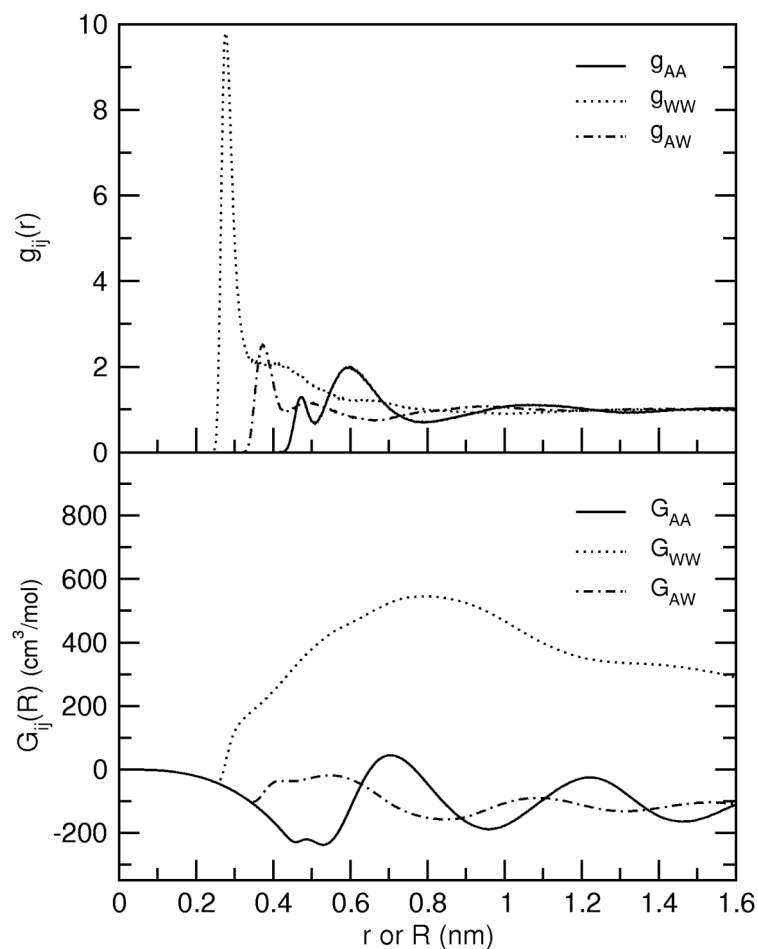 10
8
6
4
2
0
g_ij(r)
g_AA
g_WW
g_AW
800
600
400
200
0
-200
G_ij(R) (cm³/mol)
G_AA
G_WW
G_AW
0 0.2 0.4 0.6 0.8 1 1.2 1.4 1.6
r or R (nm)